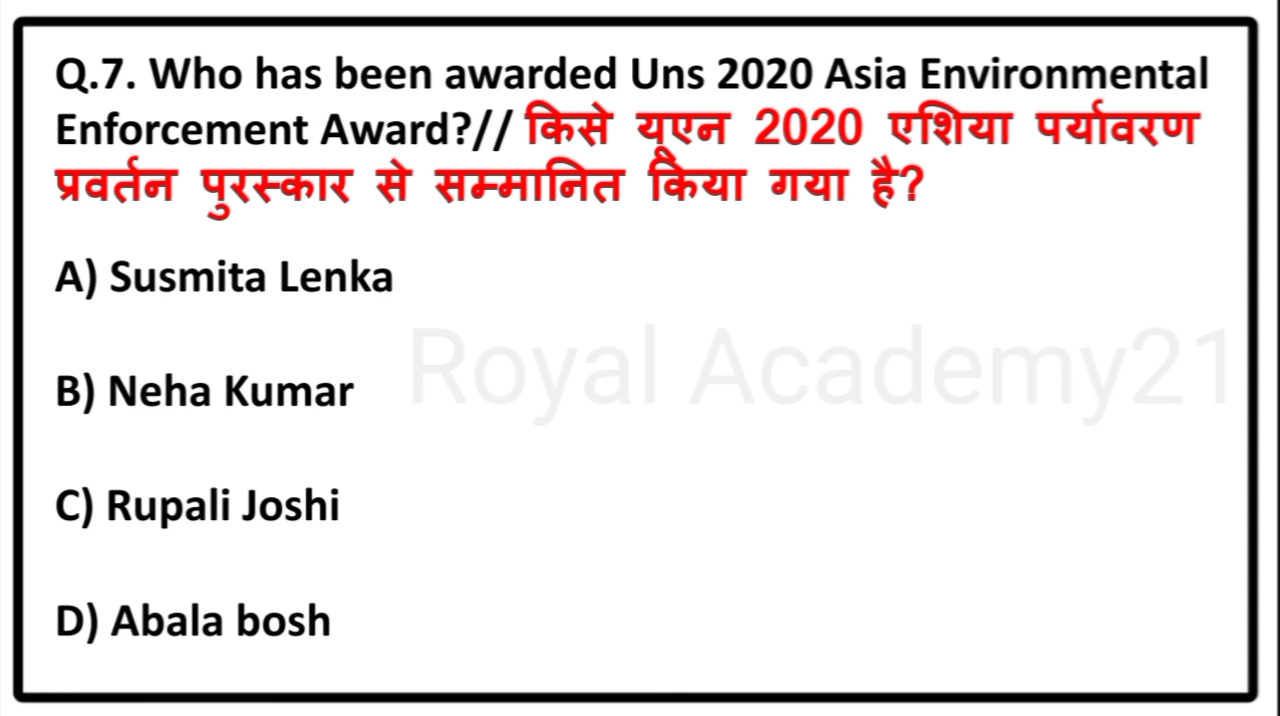 Q.7. Who has been awarded Uns 2020 Asia Environmental
Enforcement Award?// किसे यूएन 2020 एशिया पर्यावरण
प्रवर्तन पुरस्कार से सम्मानित किया गया है?
A) Susmita Lenka
Royal Academy21
B) Neha Kumar
C) Rupali Joshi
D) Abala bosh